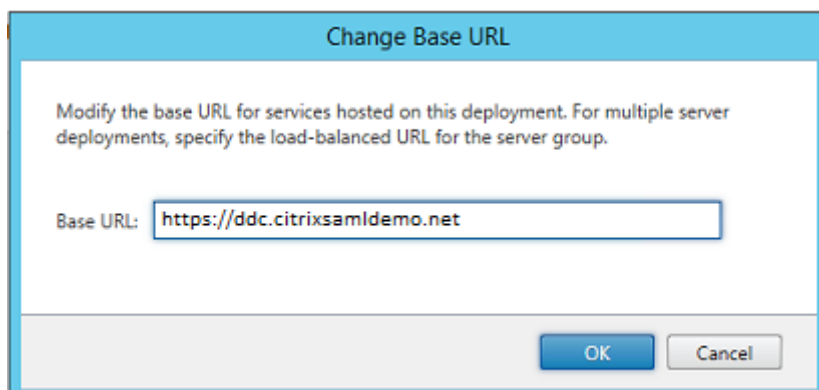 Change Base URL
Modify the base URL for services hosted on this deployment. For multiple server
deployments, specify the load-balanced URL for the server group.
Base URL: https://ddc.citrixsamldemo.net
OK Cancel